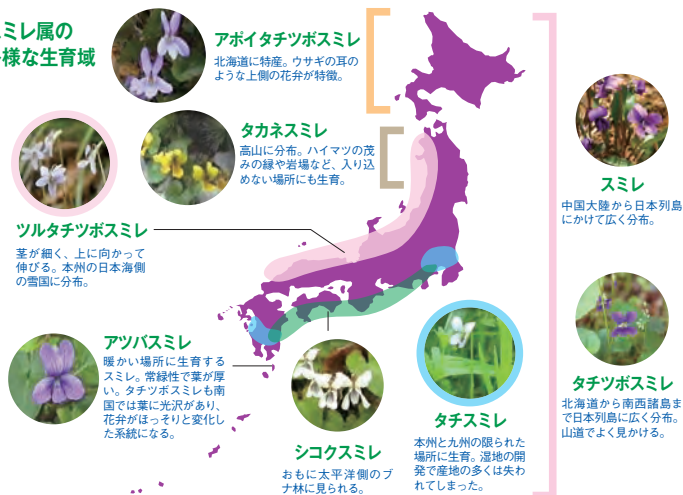 ミレ属の
様な生育域
アポイタチツボスミレ
北海道に特産。ウサギの耳の
ような上側の花弁が特徴。
タカネスミレ
高山に分布。ハイマツの茂
みの縁や岩場など、入り込
めない場所にも生育。
ツルタチツボスミレ
茎が細く、上に向かって
伸びる。本州の日本海側
の雪国に分布。
アツバスミレ
暖かい場所に生育する
スミレ。常緑性で葉が厚
い。タチツボスミレも南
国では葉に光沢があり、
花弁がほっそりと変化し
た系統になる。
シコクスミレ
おもに太平洋側のブ
ナ林に見られる。
タチスミレ
本州と九州の限られた
場所に生育。湿地の開
発で産地の多くは失わ
れてしまった。
スミレ
中国大陸から日本列島
にかけて広く分布。
タチツボスミレ
北海道から南西諸島ま
で日本列島に広く分布。
山道でよく見かける。